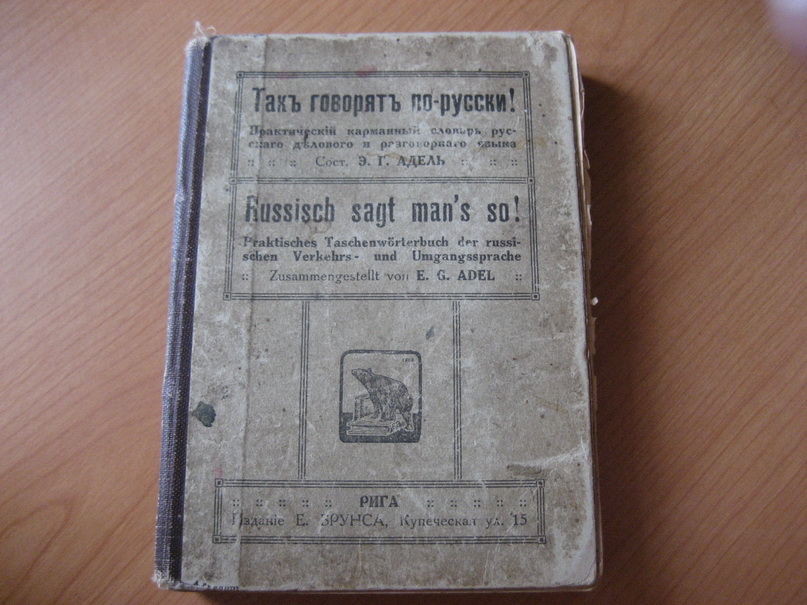 Такъ говорятъ по-русски!
Практическій карманный словарь рус-
скаго дѣлового и разговорнаго языка
:: :: :: Сост. Э. Г. АДЕЛЬ :: :: ::
Russisch sagt man's so!
Praktisches Taschenwörterbuch der russi-
schen Verkehrs- und Umgangssprache
:: Zusammengestellt von E. G. ADEL ::
:: :: :: :: :: РИГА :: :: :: :: ::
Изданіе Е. БРУНСА, Купеческая ул. 15